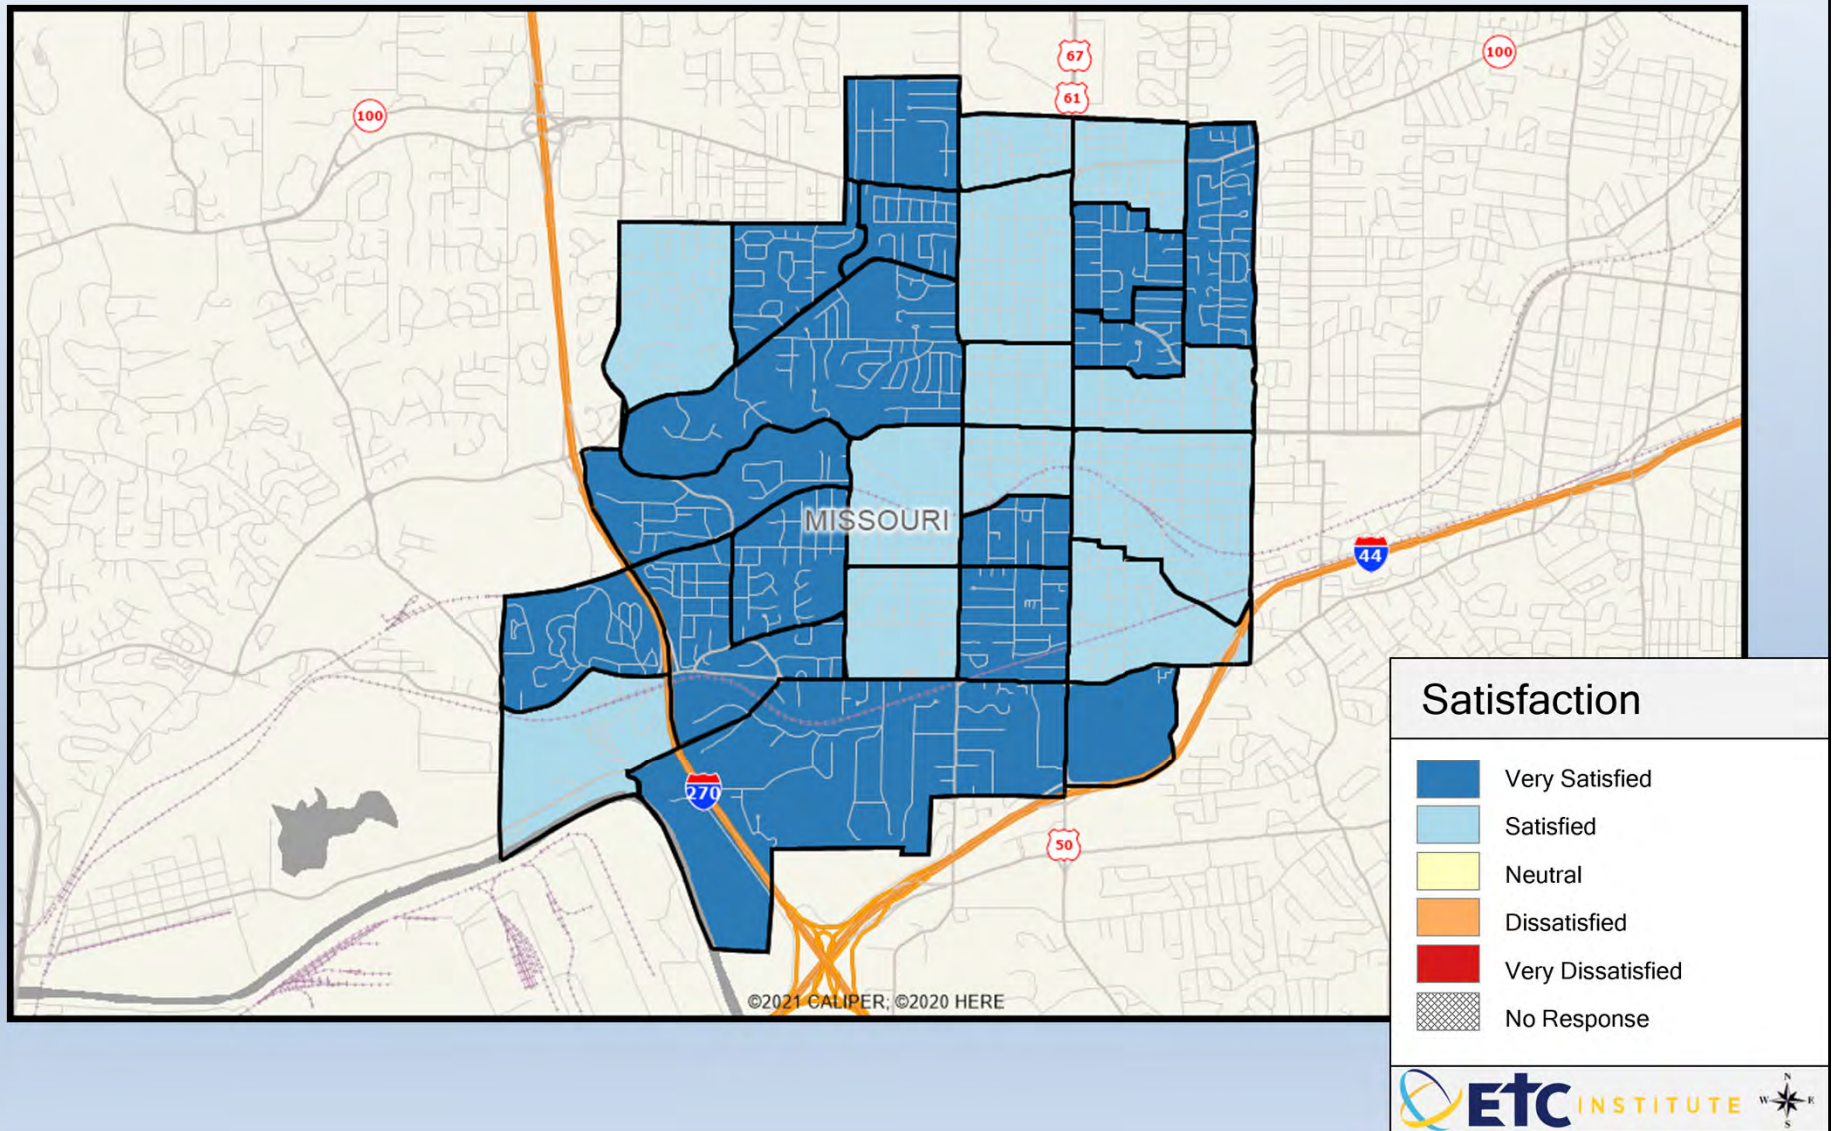 67
100
61
100
MISSOURI
44
270
50
©2021 CALIPER; ©2020 HERE
Satisfaction
Very Satisfied
Satisfied
Neutral
Dissatisfied
Very Dissatisfied
No Response
ETC INSTITUTE
N
W E
S